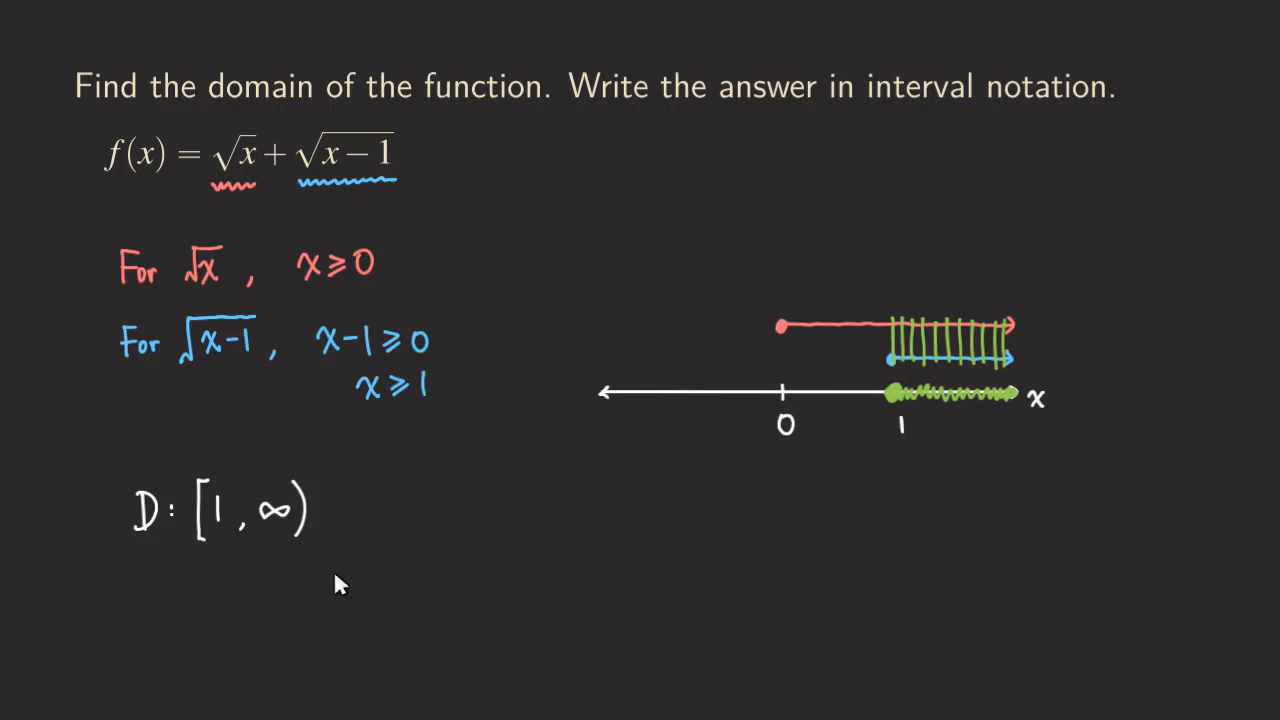 Find the domain of the function. Write the answer in interval notation.
f(x) = √x + √(x − 1)
For √x , x ⩾ 0
For √(x−1) , x−1 ⩾ 0
x ⩾ 1
x
0 1
D: [1, ∞)